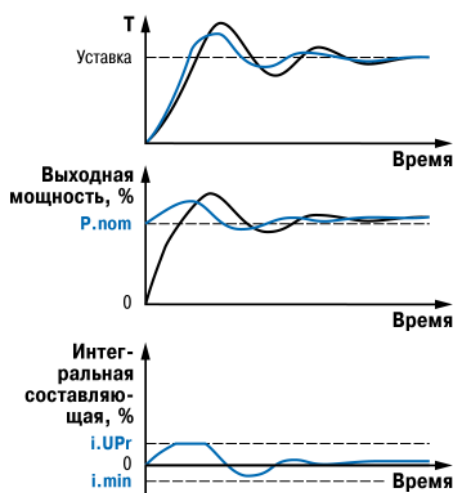 T
Уставка
Время
Выходная
мощность, %
P.nom
0
Время
Интег-
ральная
составляю-
щая, %
i.UPr
0
i.min
Время